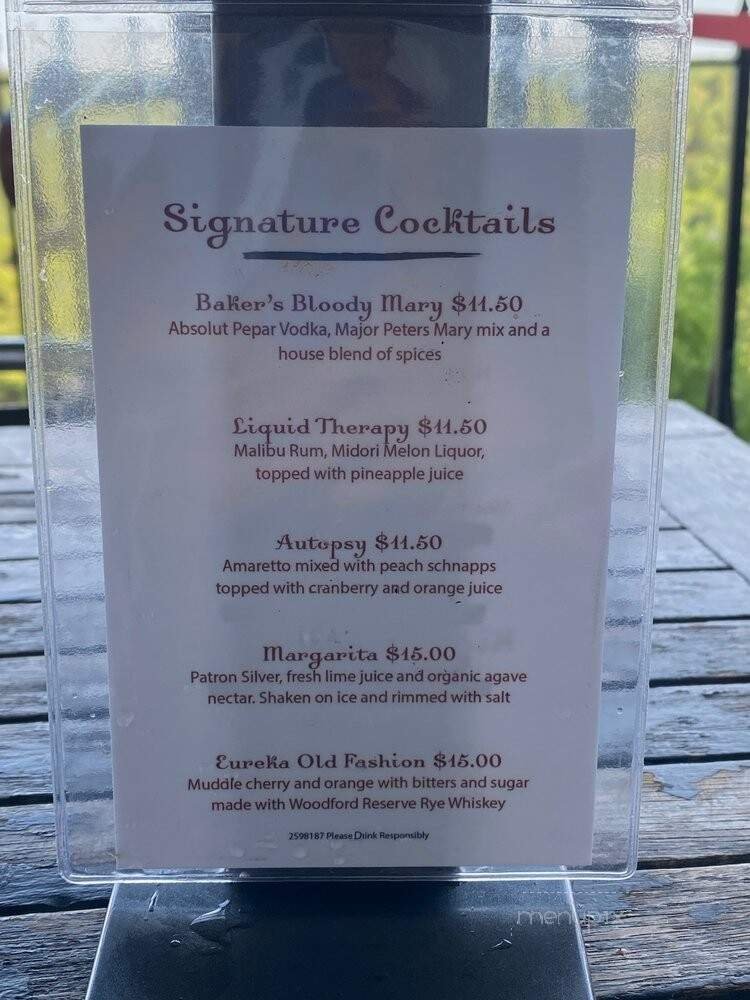 Signature Cocktails
Baker's Bloody Mary $11.50
Absolut Pepar Vodka, Major Peters Mary mix and a
house blend of spices
Liquid Therapy $11.50
Malibu Rum, Midori Melon Liquor,
topped with pineapple juice
Autopsy $11.50
Amaretto mixed with peach schnapps
topped with cranberry and orange juice
Margarita $15.00
Patron Silver, fresh lime juice and organic agave
nectar. Shaken on ice and rimmed with salt
Eureka Old Fashion $15.00
Muddle cherry and orange with bitters and sugar
made with Woodford Reserve Rye Whiskey
2598187 Please Drink Responsibly